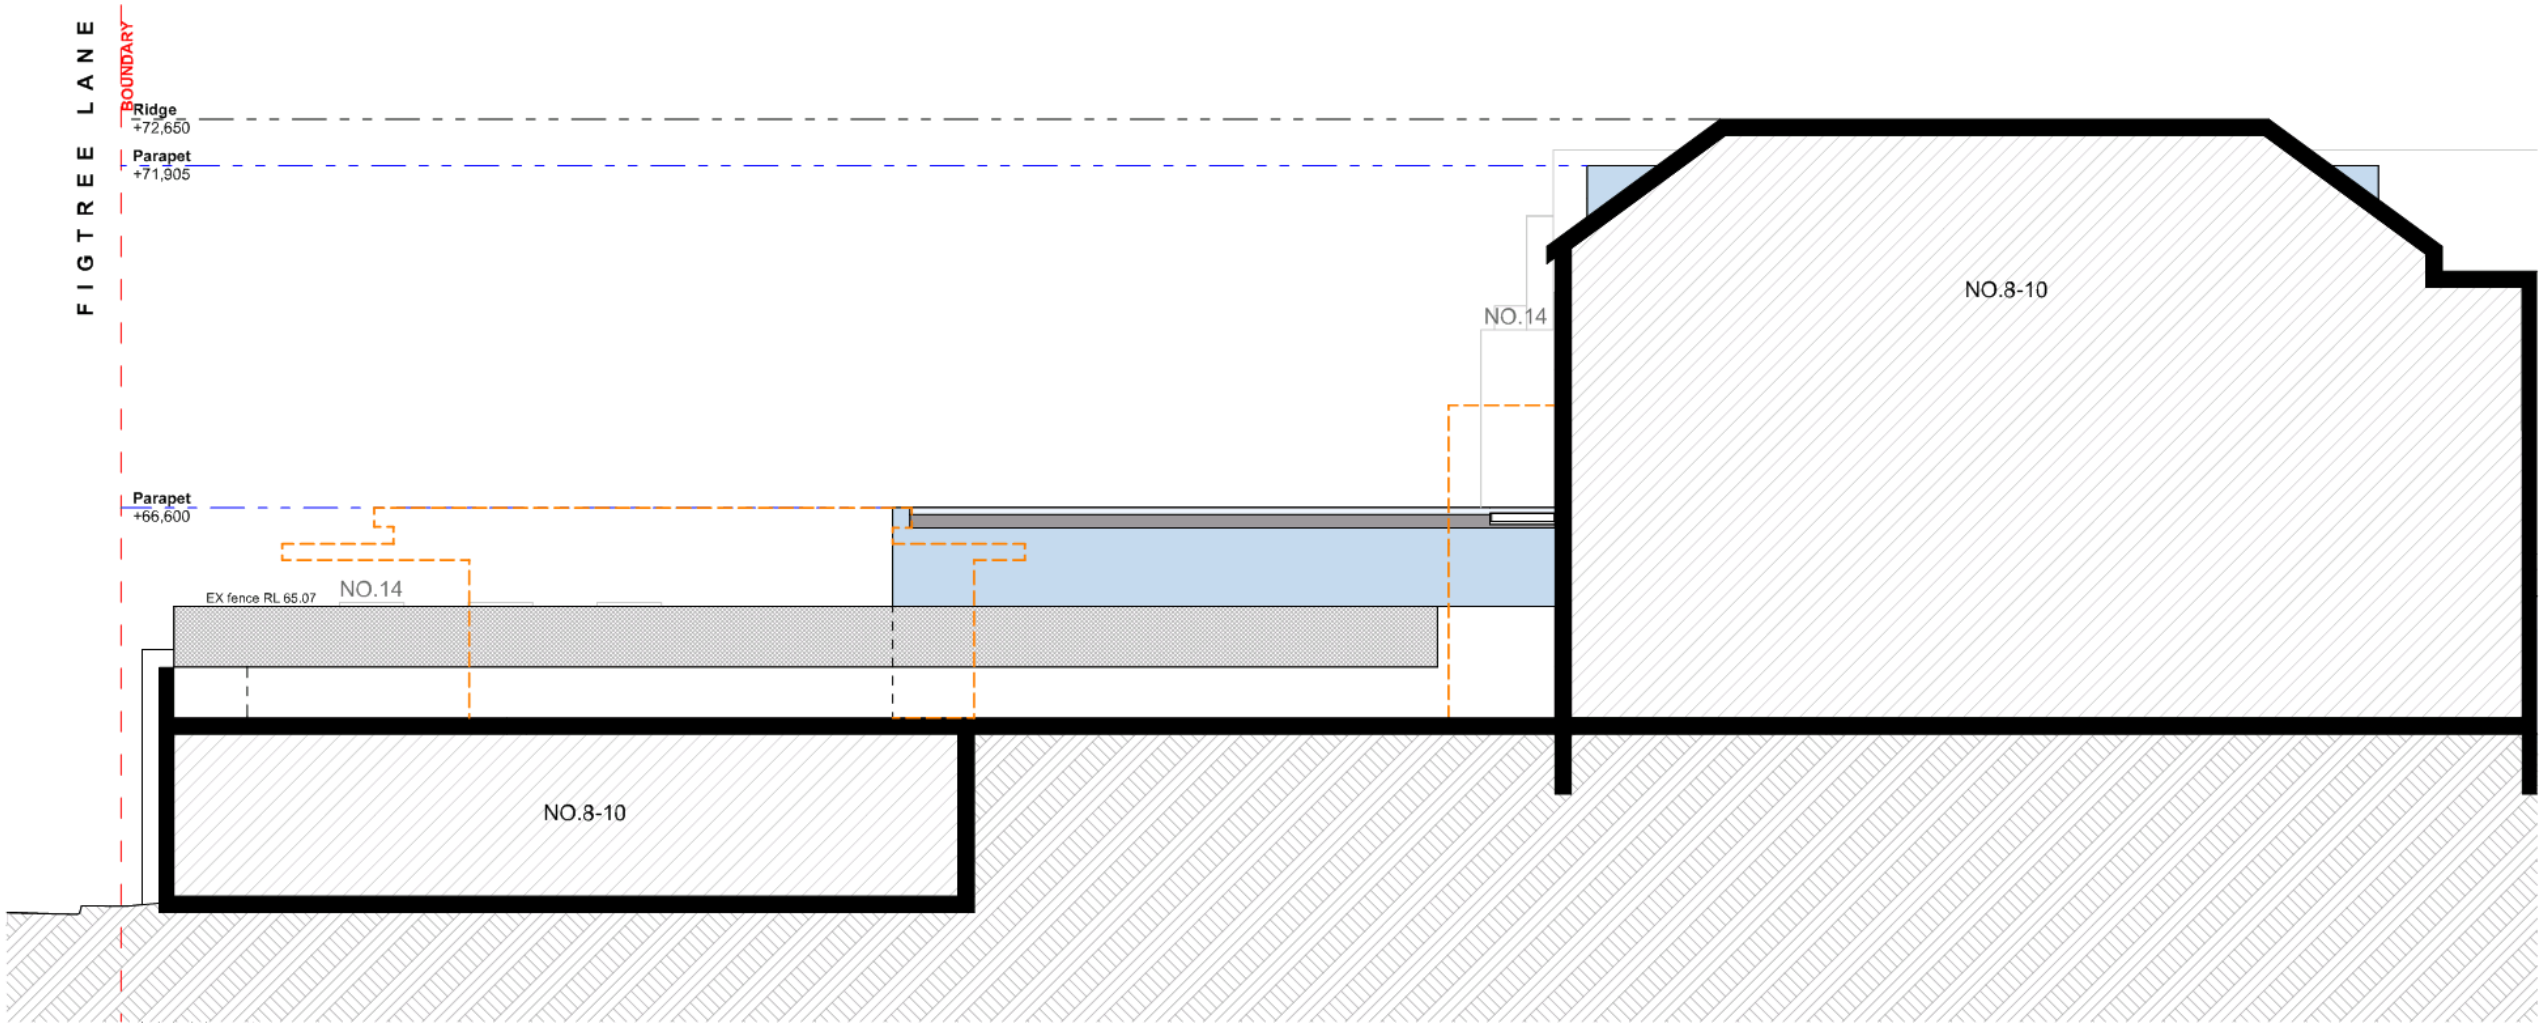 FIGTREE LANE
BOUNDARY
Ridge
+72,650
Parapet
+71,905
NO.8-10
NO.14
Parapet
+66,600
EX fence RL 65.07
NO.14
NO.8-10